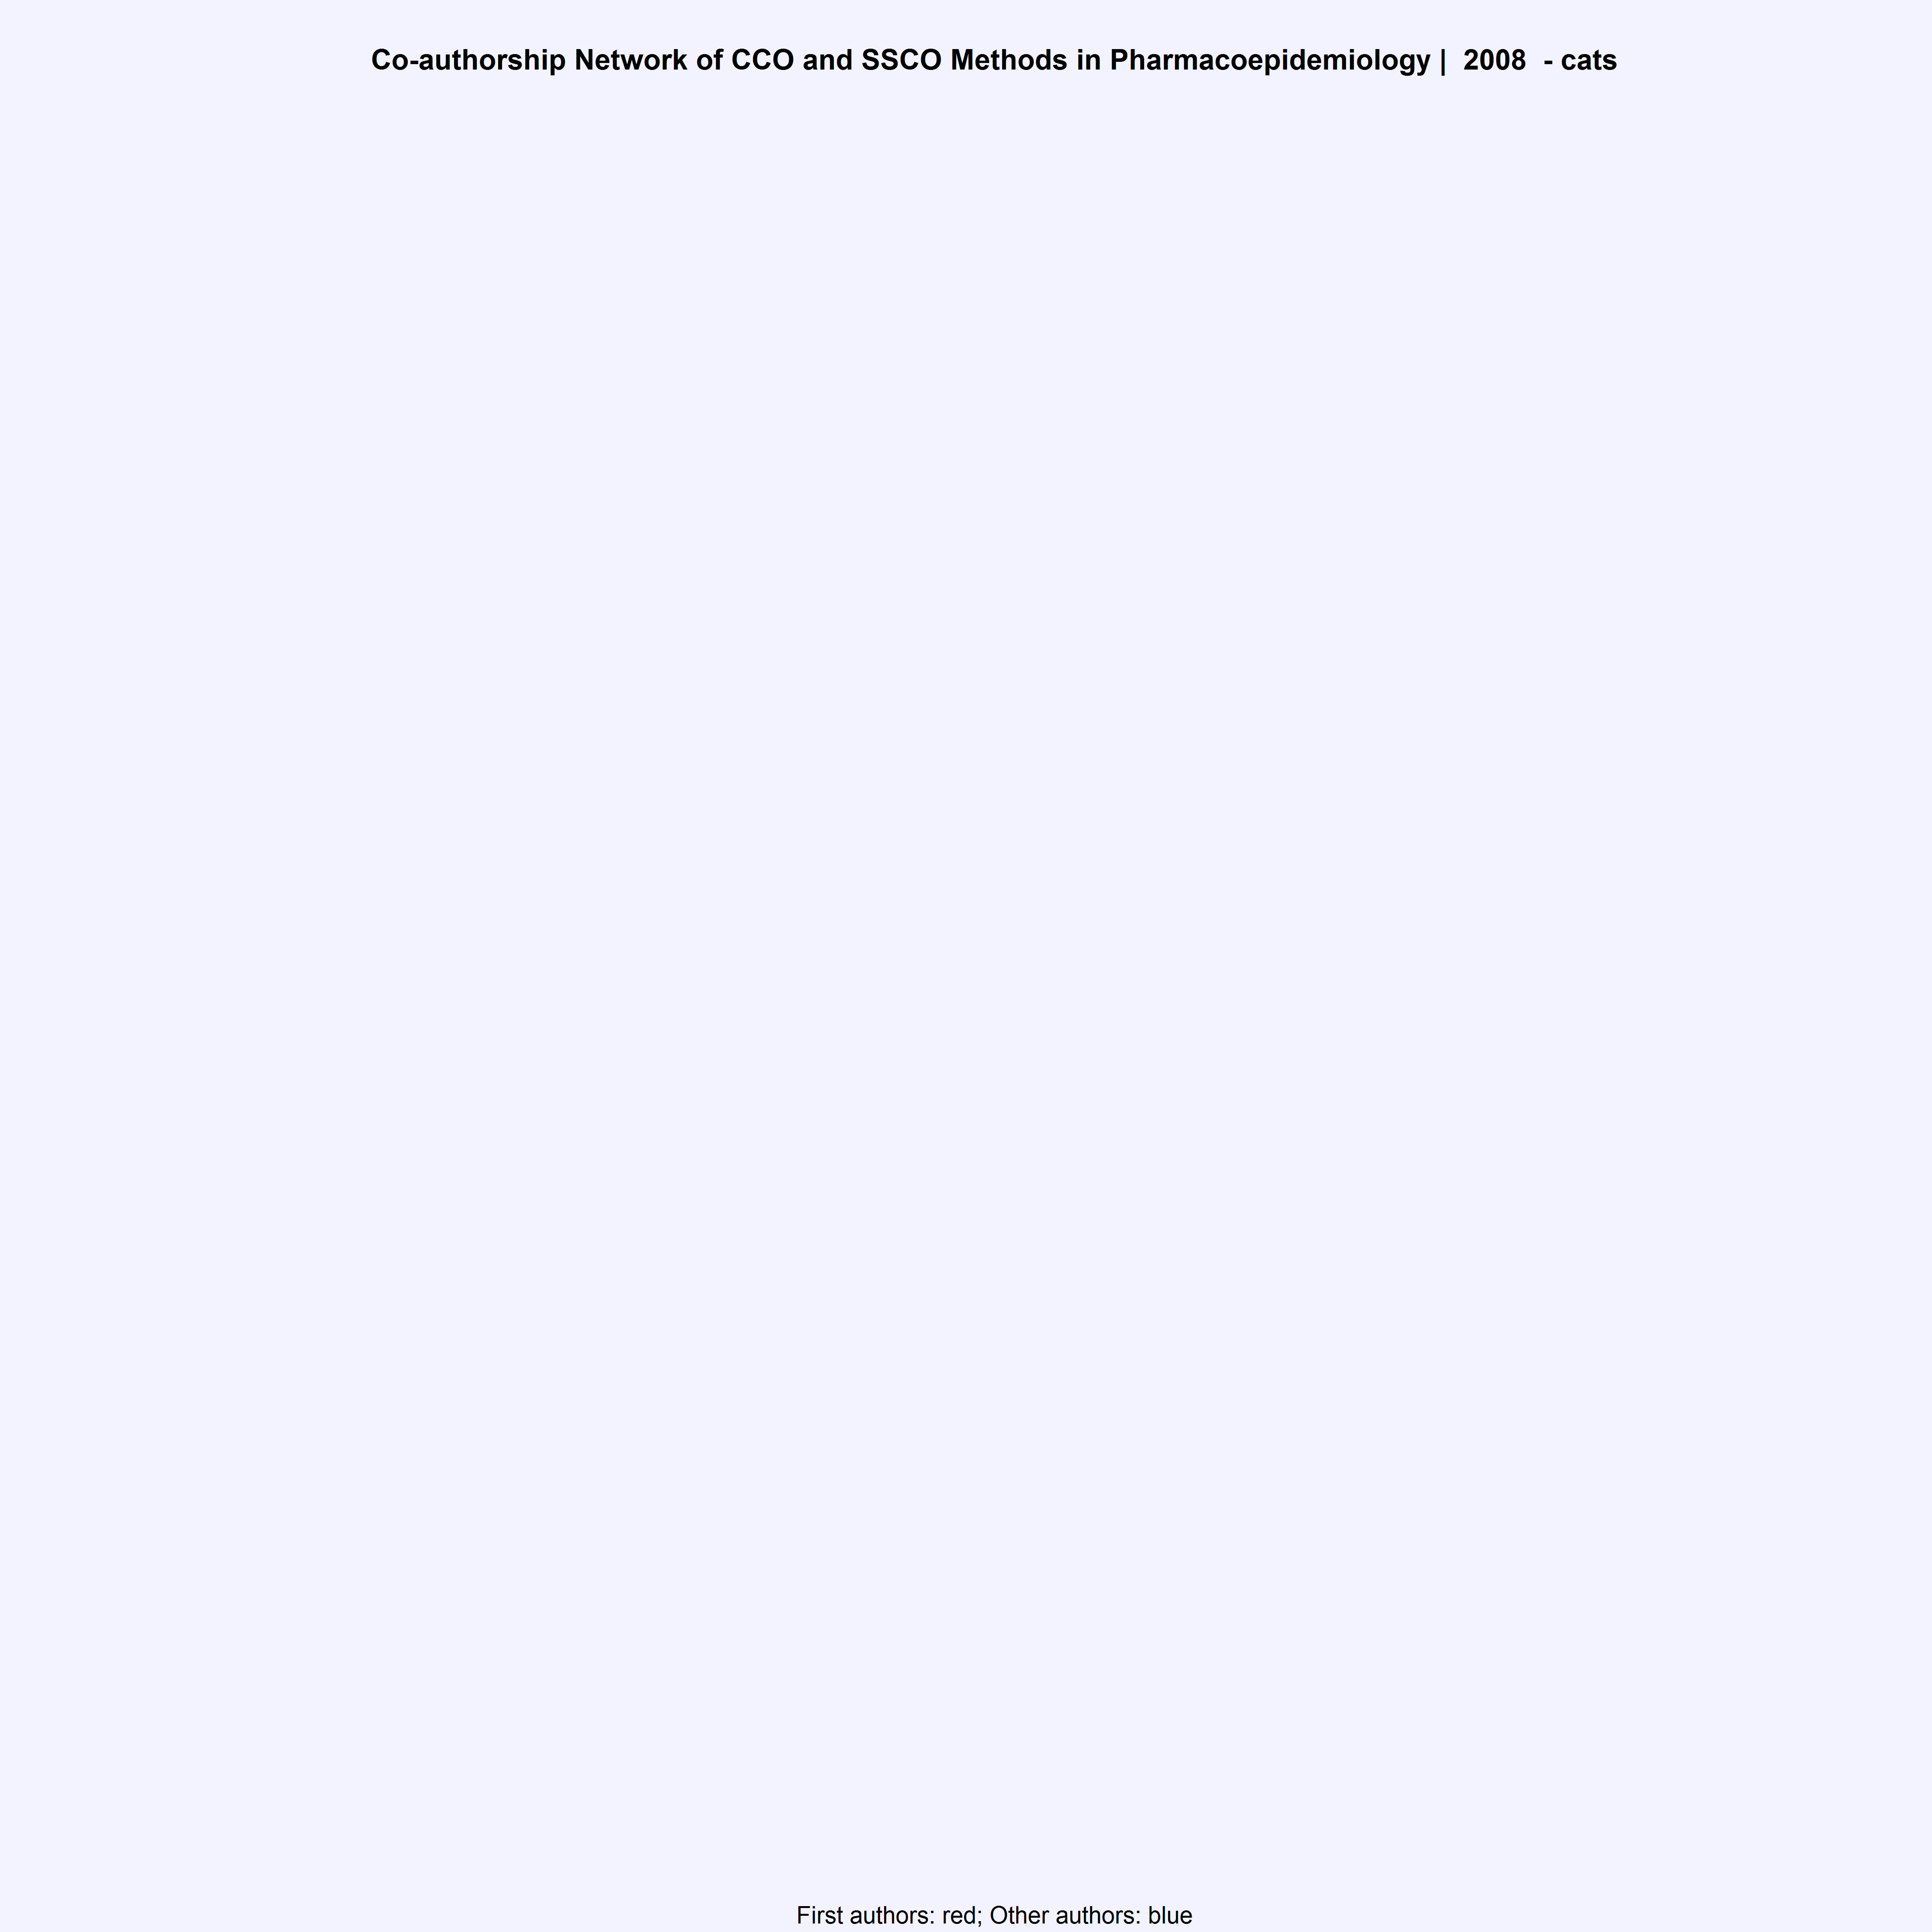 Co-authorship Network of CCO and SSCO Methods in Pharmacoepidemiology |  2008  - cats
First authors: red; Other authors: blue